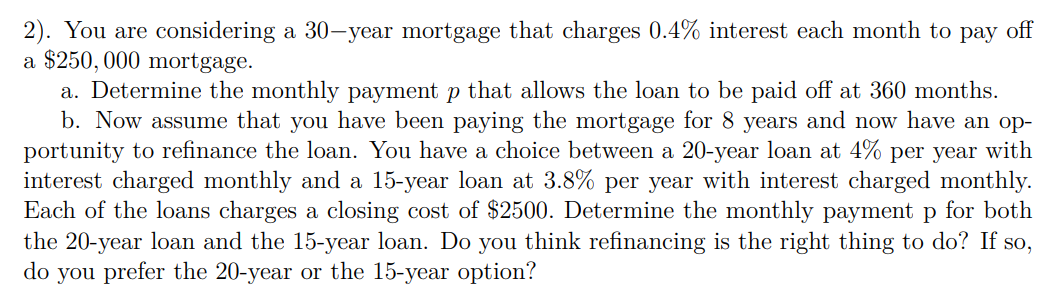 2). You are considering a 30−year mortgage that charges 0.4% interest each month to pay off
a $250, 000 mortgage.
a. Determine the monthly payment p that allows the loan to be paid off at 360 months.
b. Now assume that you have been paying the mortgage for 8 years and now have an op-
portunity to refinance the loan. You have a choice between a 20-year loan at 4% per year with
interest charged monthly and a 15-year loan at 3.8% per year with interest charged monthly.
Each of the loans charges a closing cost of $2500. Determine the monthly payment p for both
the 20-year loan and the 15-year loan. Do you think refinancing is the right thing to do? If so,
do you prefer the 20-year or the 15-year option?